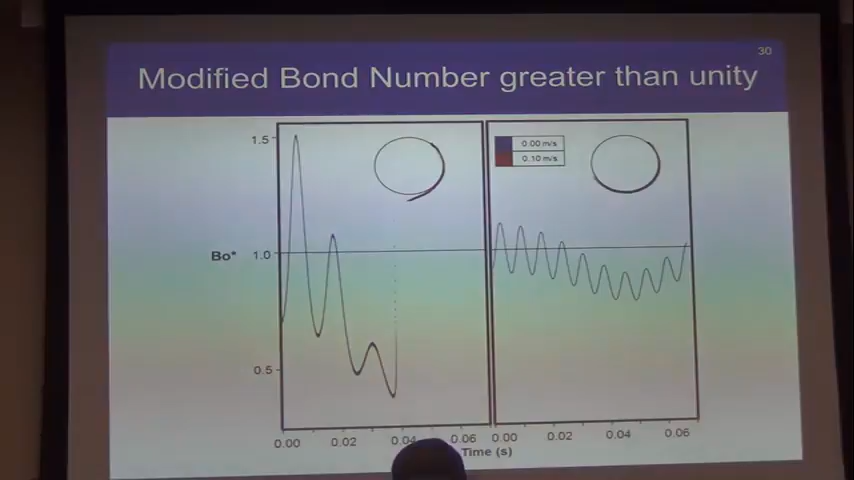 30
Modified Bond Number greater than unity
1.5
0.00 m/s
0.10 m/s
Bo* 1.0
0.5
0.00 0.02 0.04 0.06 0.00 0.02 0.04 0.06
Time (s)